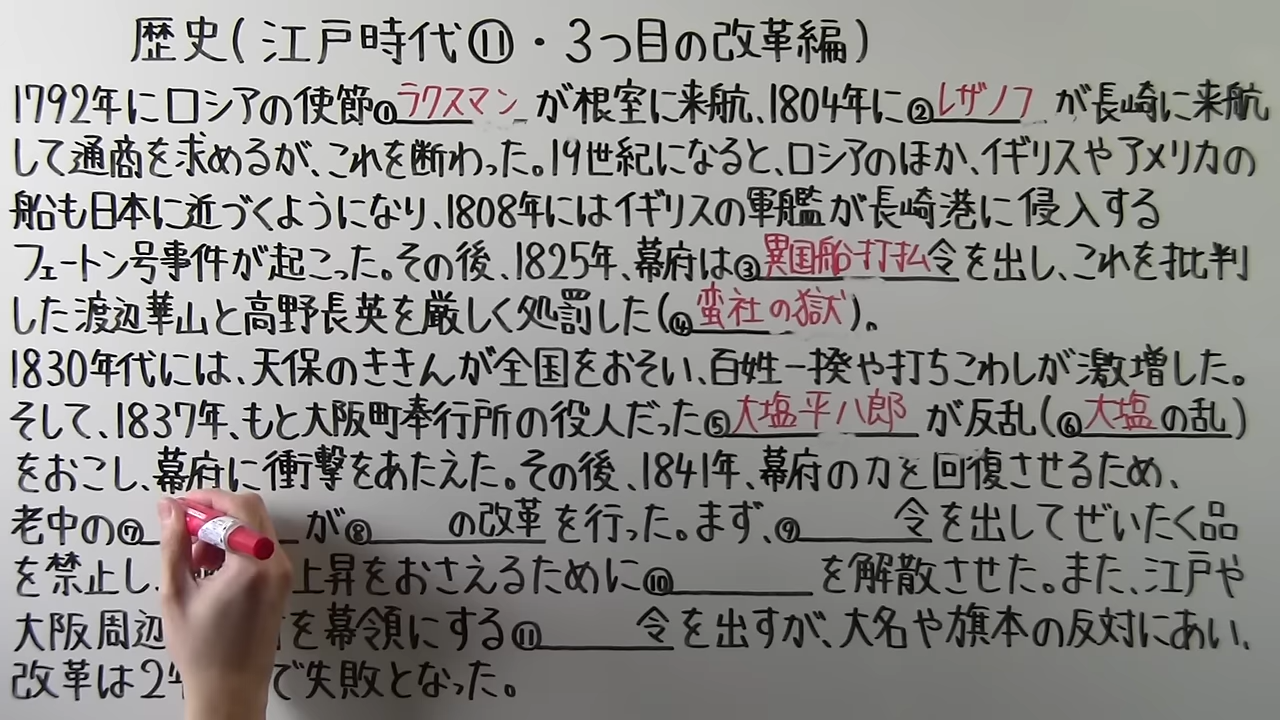 歴史(江戸時代⑪・3つ目の改革編)
1792年にロシアの使節①ラクスマンが根室に来航、1804年に②レザノフが長崎に来航
して通商を求めるが、これを断わった。19世紀になると、ロシアのほか、イギリスやアメリカの
船も日本に近づくようになり、1808年にはイギリスの軍艦が長崎港に侵入する
フェートン号事件が起こった。その後、1825年、幕府は③異国船打払令を出し、これを批判
した渡辺華山と高野長英を厳しく処罰した(④蛮社の獄)。
1830年代には、天保のききんが全国をおそい、百姓一揆や打ちこわしが激増した。
そして、1837年、もと大阪町奉行所の役人だった⑤大塩平八郎が反乱(⑥大塩の乱)
をおこし、幕府に衝撃をあたえた。その後、1841年、幕府の力を回復させるため、
老中の⑦が⑧の改革を行った。まず、⑨令を出してぜいたく品
を禁止し、上昇をおさえるために⑩を解散させた。また、江戸や
大阪周辺を幕領にする⑪令を出すが、大名や旗本の反対にあい、
改革は2年で失敗となった。